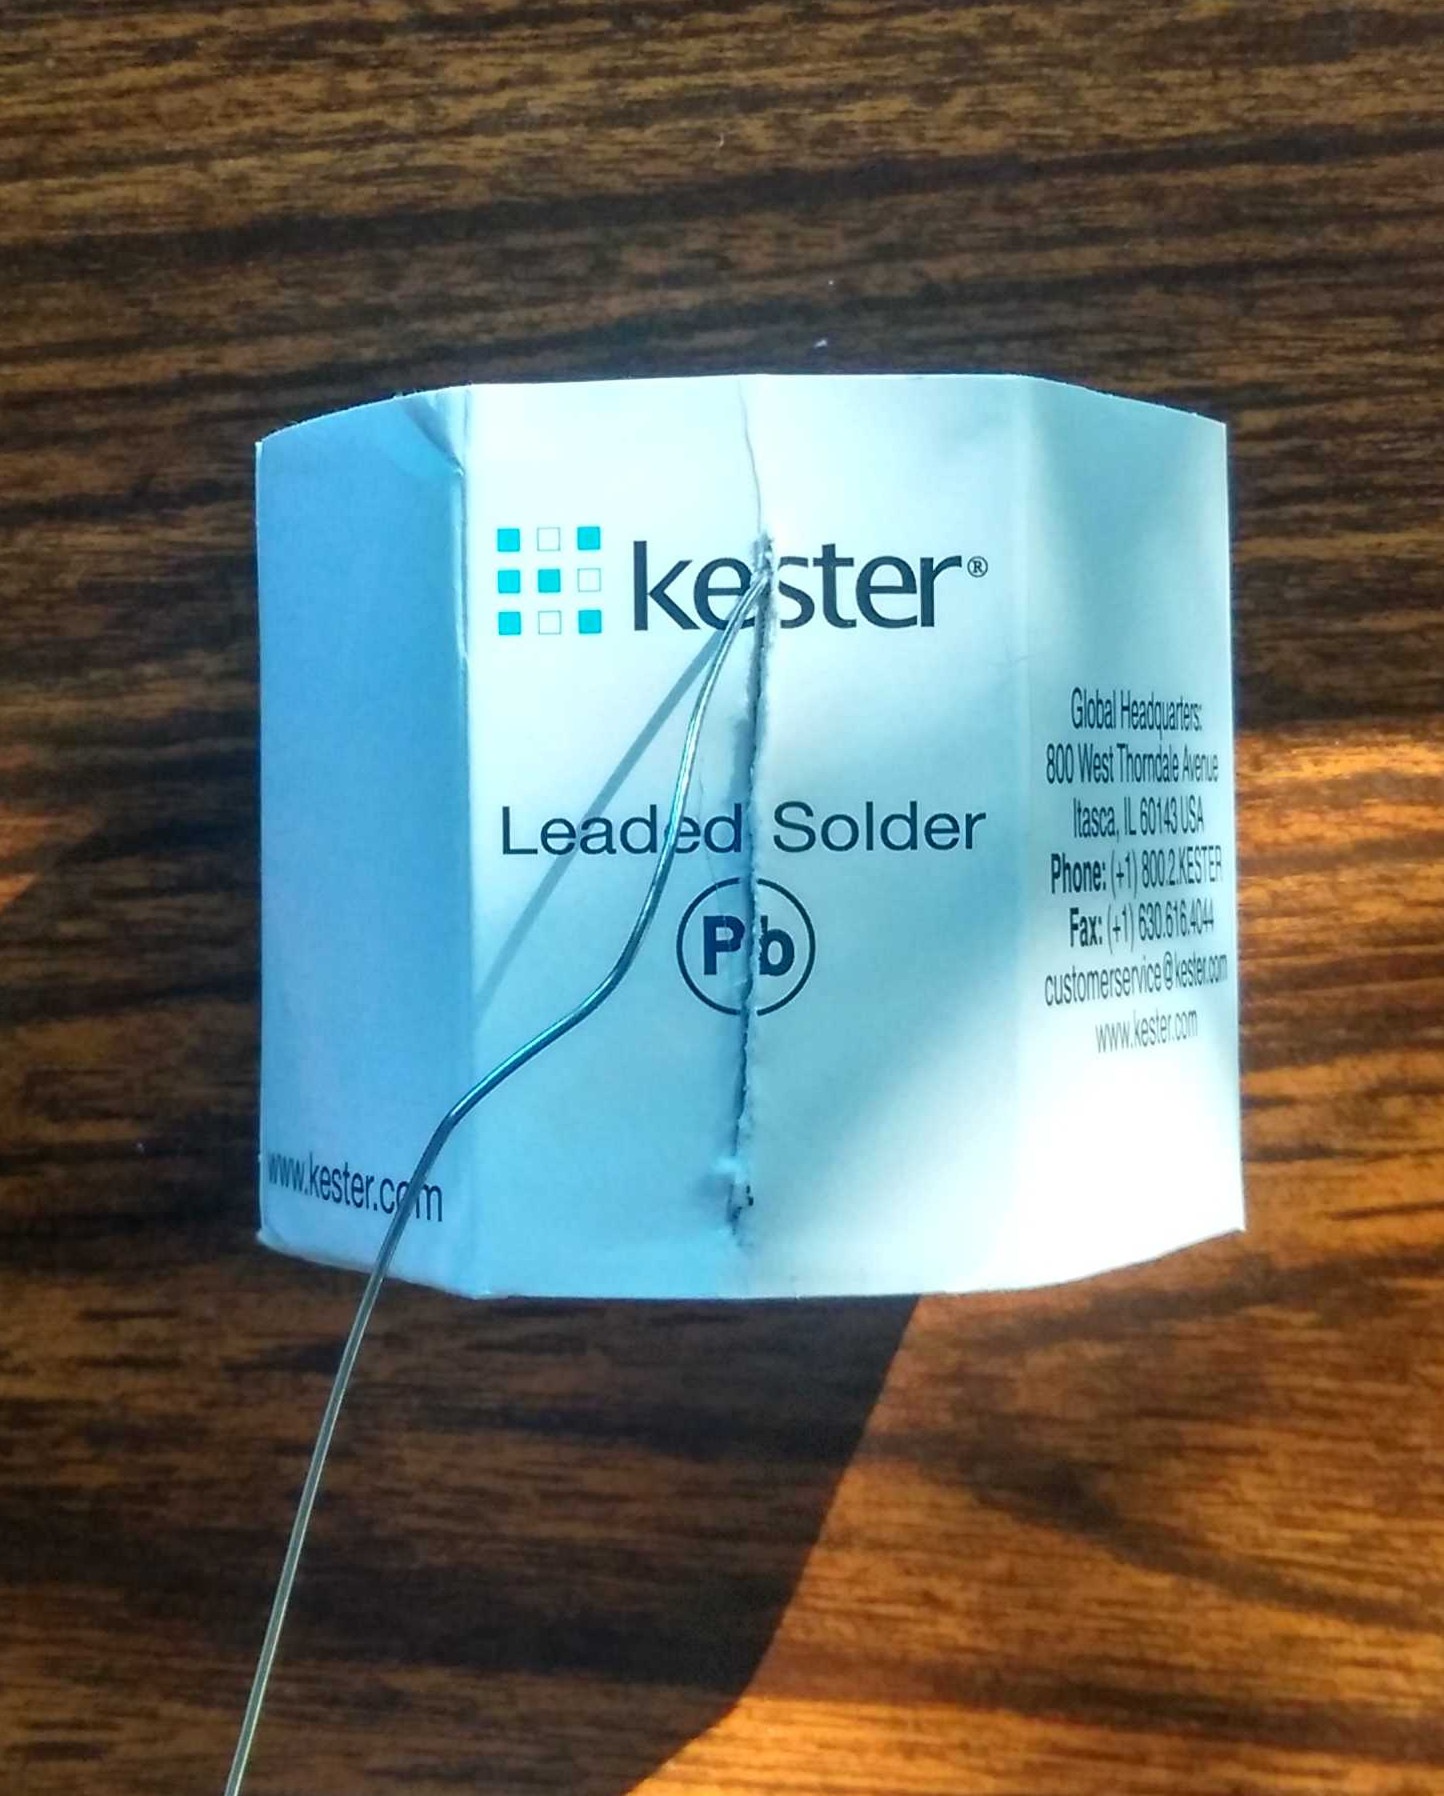 kester®
Leaded Solder
Pb
www.kester.com
Global Headquarters:
800 West Thorndale Avenue
Itasca, IL 60143 USA
Phone: (+1) 800.2.KESTER
Fax: (+1) 630.616.4044
customerservice@kester.com
www.kester.com